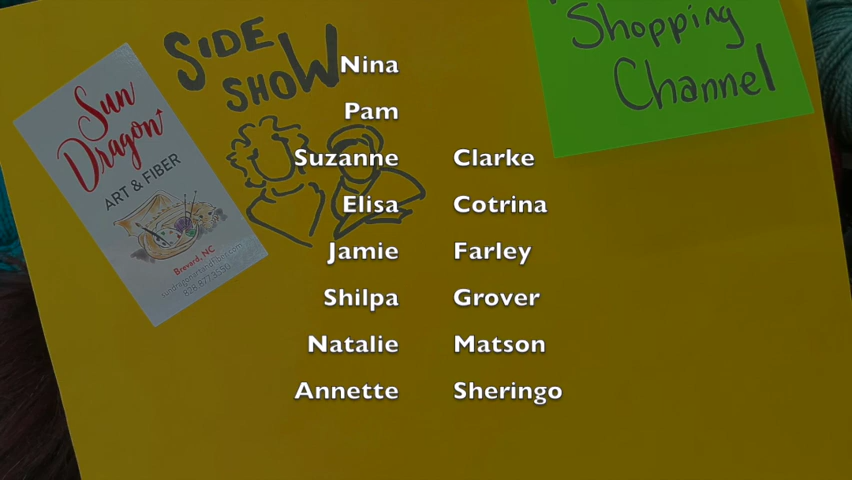 SIDE
SHOW
Shopping
Channel
Sun
Dragon
ART & FIBER
Brevard, NC
Nina
Pam
Suzanne Clarke
Elisa Cotrina
Jamie Farley
Shilpa Grover
Natalie Matson
Annette Sheringo